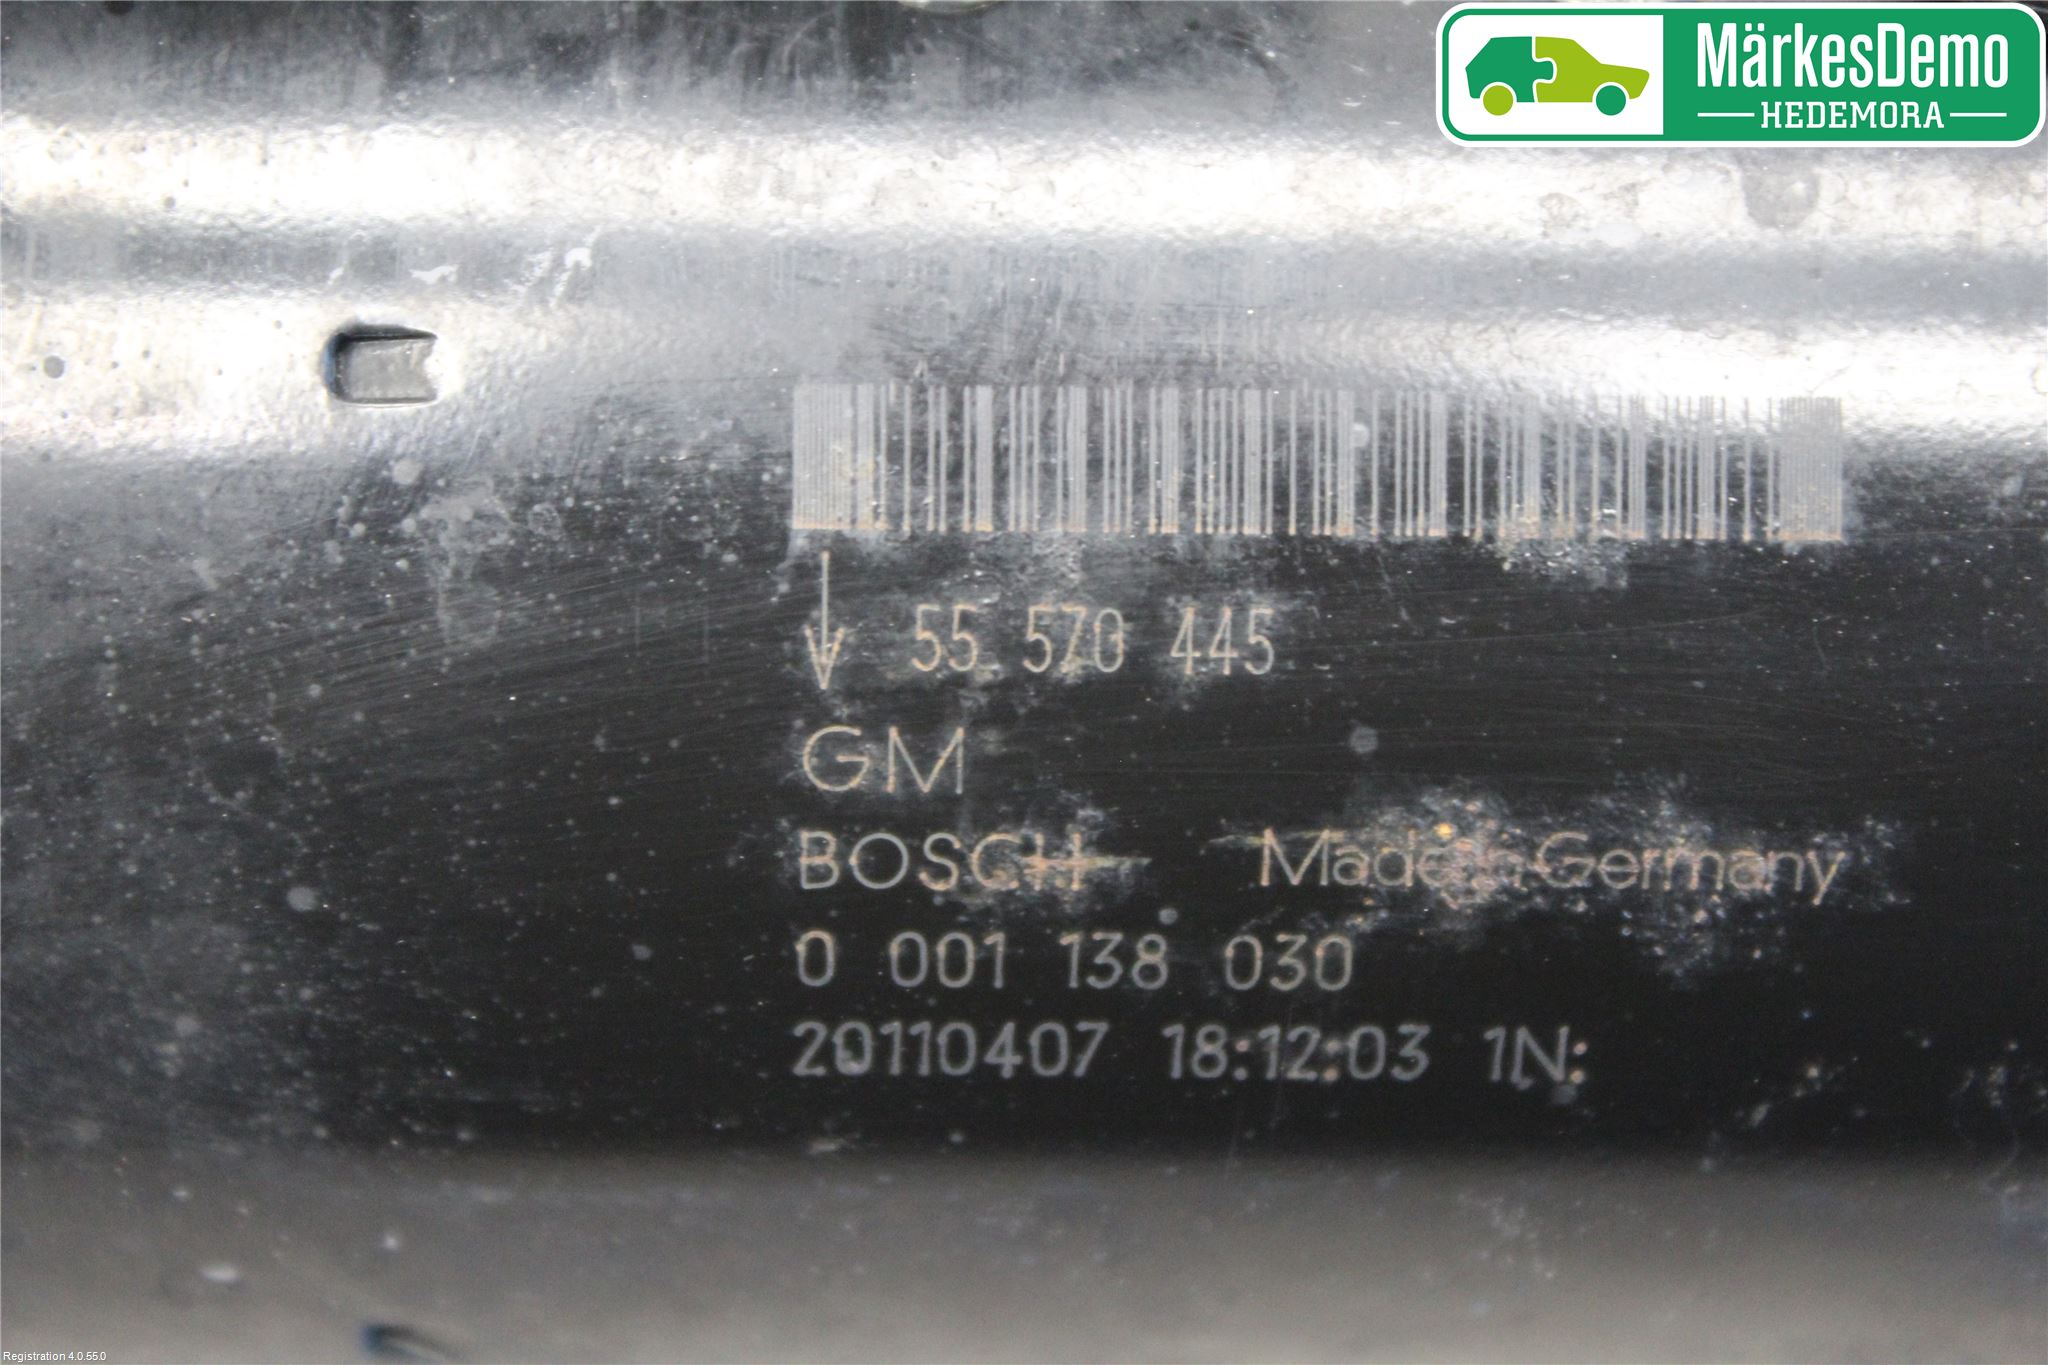 MärkesDemo
HEDEMORA
55 570 445
GM
BOSCH Made in Germany
0 001 138 030
20110407 18:12:03 1N:
Registration 4.0.55.0